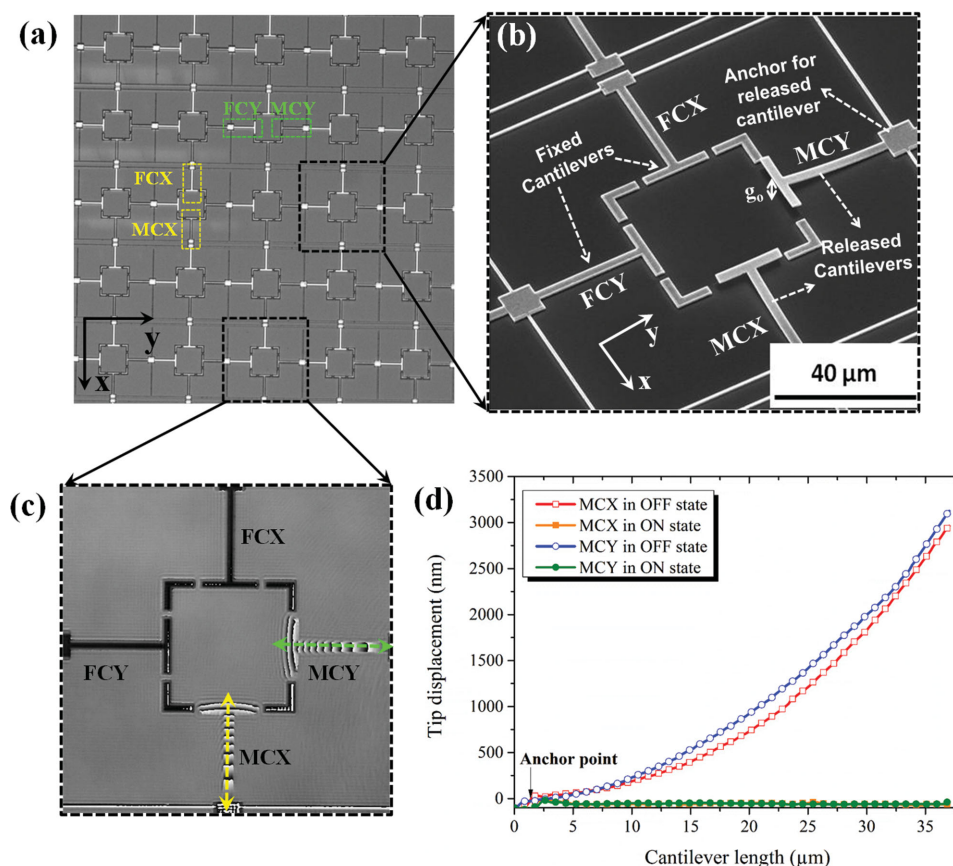 (a)
FCY MCY
FCX
MCX
y
x
(b)
FCX
Anchor for
released
cantilever
MCY
Fixed
Cantilevers
g₀
Released
Cantilevers
FCY
MCX
y
x
40 µm
(c)
FCX
FCY
MCY
MCX
(d)
MCX in OFF state
MCX in ON state
MCY in OFF state
MCY in ON state
Tip displacement (nm)
3500
3000
2500
2000
1500
1000
500
0
Anchor point
0 5 10 15 20 25 30 35
Cantilever length (µm)